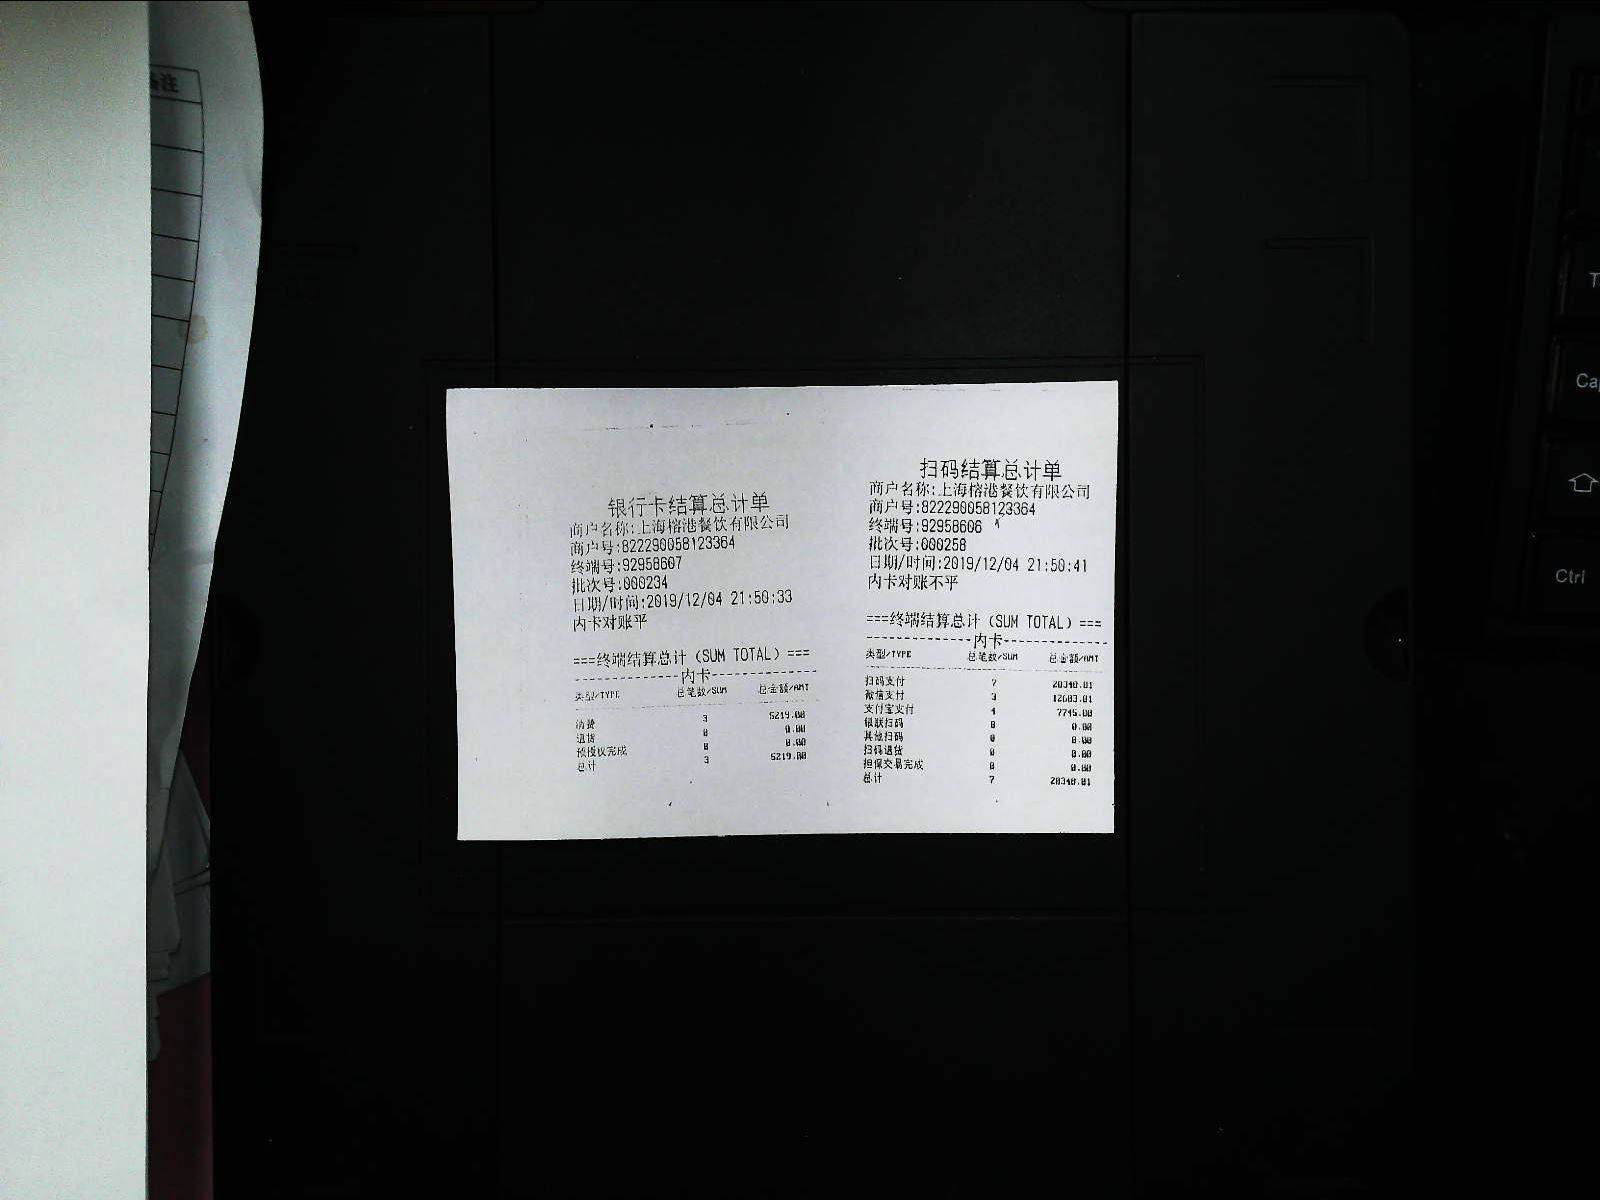 备注
银行卡结算总计单
商户名称:上海榕港餐饮有限公司
商户号:822290058123364
终端号:92958607
批次号:000234
日期/时间:2019/12/04 21:50:33
内卡对账平
===终端结算总计（SUM TOTAL）===
---------------内卡---------------
类型/TYPE 总笔数/SUM 总金额/AMT
消费 3 5219.00
退货 0 0.00
预授权完成 0 0.00
总计 3 5219.00
扫码结算总计单
商户名称:上海榕港餐饮有限公司
商户号:822290058123364
终端号:92958606
批次号:000258
日期/时间:2019/12/04 21:50:41
内卡对账不平
===终端结算总计（SUM TOTAL）===
---------------内卡---------------
类型/TYPE 总笔数/SUM 总金额/AMT
扫码支付 7 20348.01
微信支付 3 12603.01
支付宝支付 4 7745.00
银联扫码 0 0.00
其他扫码 0 0.00
扫码退货 0 0.00
担保交易完成 0 0.00
总计 7 20348.01
Ctrl